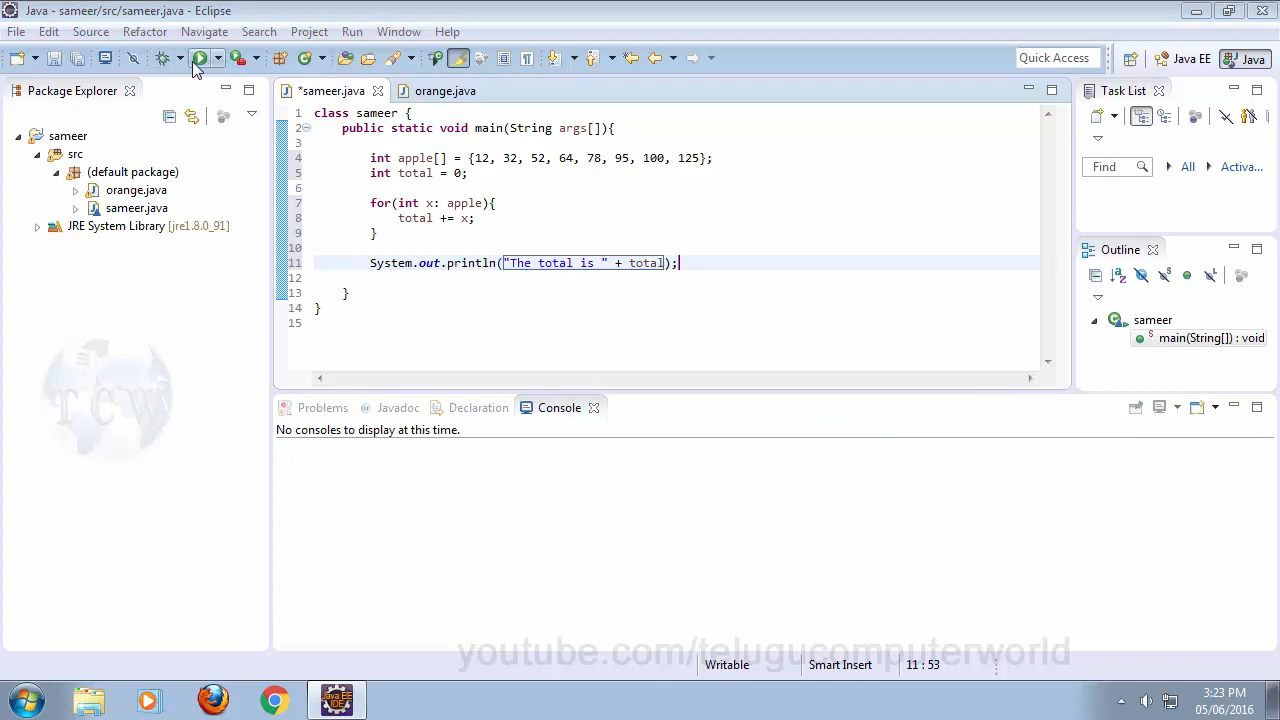 Java - sameer/src/sameer.java - Eclipse
File Edit Source Refactor Navigate Search Project Run Window Help
Quick Access Java EE Java
Package Explorer
*sameer.java orange.java
Task List
sameer
src
(default package)
orange.java
sameer.java
JRE System Library [jre1.8.0_91]
1 class sameer {
2 public static void main(String args[]){
3
4 int apple[] = {12, 32, 52, 64, 78, 95, 100, 125};
5 int total = 0;
6
7 for(int x: apple){
8 total += x;
9 }
10
11 System.out.println("The total is " + total);
12
13 }
14 }
15
Find All Activa...
Outline
sameer
main(String[]) : void
Problems @ Javadoc Declaration Console
No consoles to display at this time.
TCW
youtube.com/telugucomputerworld
Writable Smart Insert 11 : 53
Java EE
IDE
3:23 PM
05/06/2016